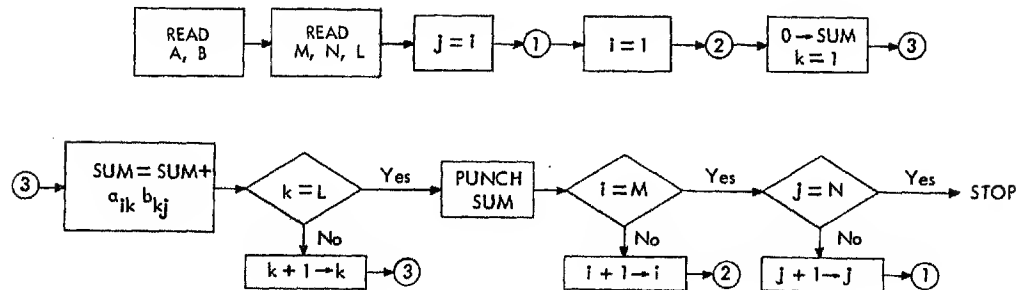 READ
A, B
READ
M, N, L
j = i
1
i = 1
2
0→SUM
k = 1
3
3
SUM = SUM+
a_ik b_kj
k = L
Yes
PUNCH
SUM
i = M
Yes
j = N
Yes
STOP
No
No
No
k + 1→k
3
i + 1→i
2
j + 1→j
1